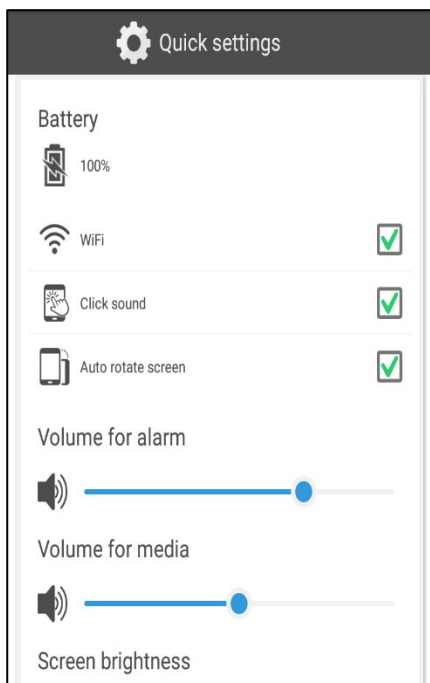 Quick settings
Battery
100%
WiFi
Click sound
Auto rotate screen
Volume for alarm
Volume for media
Screen brightness